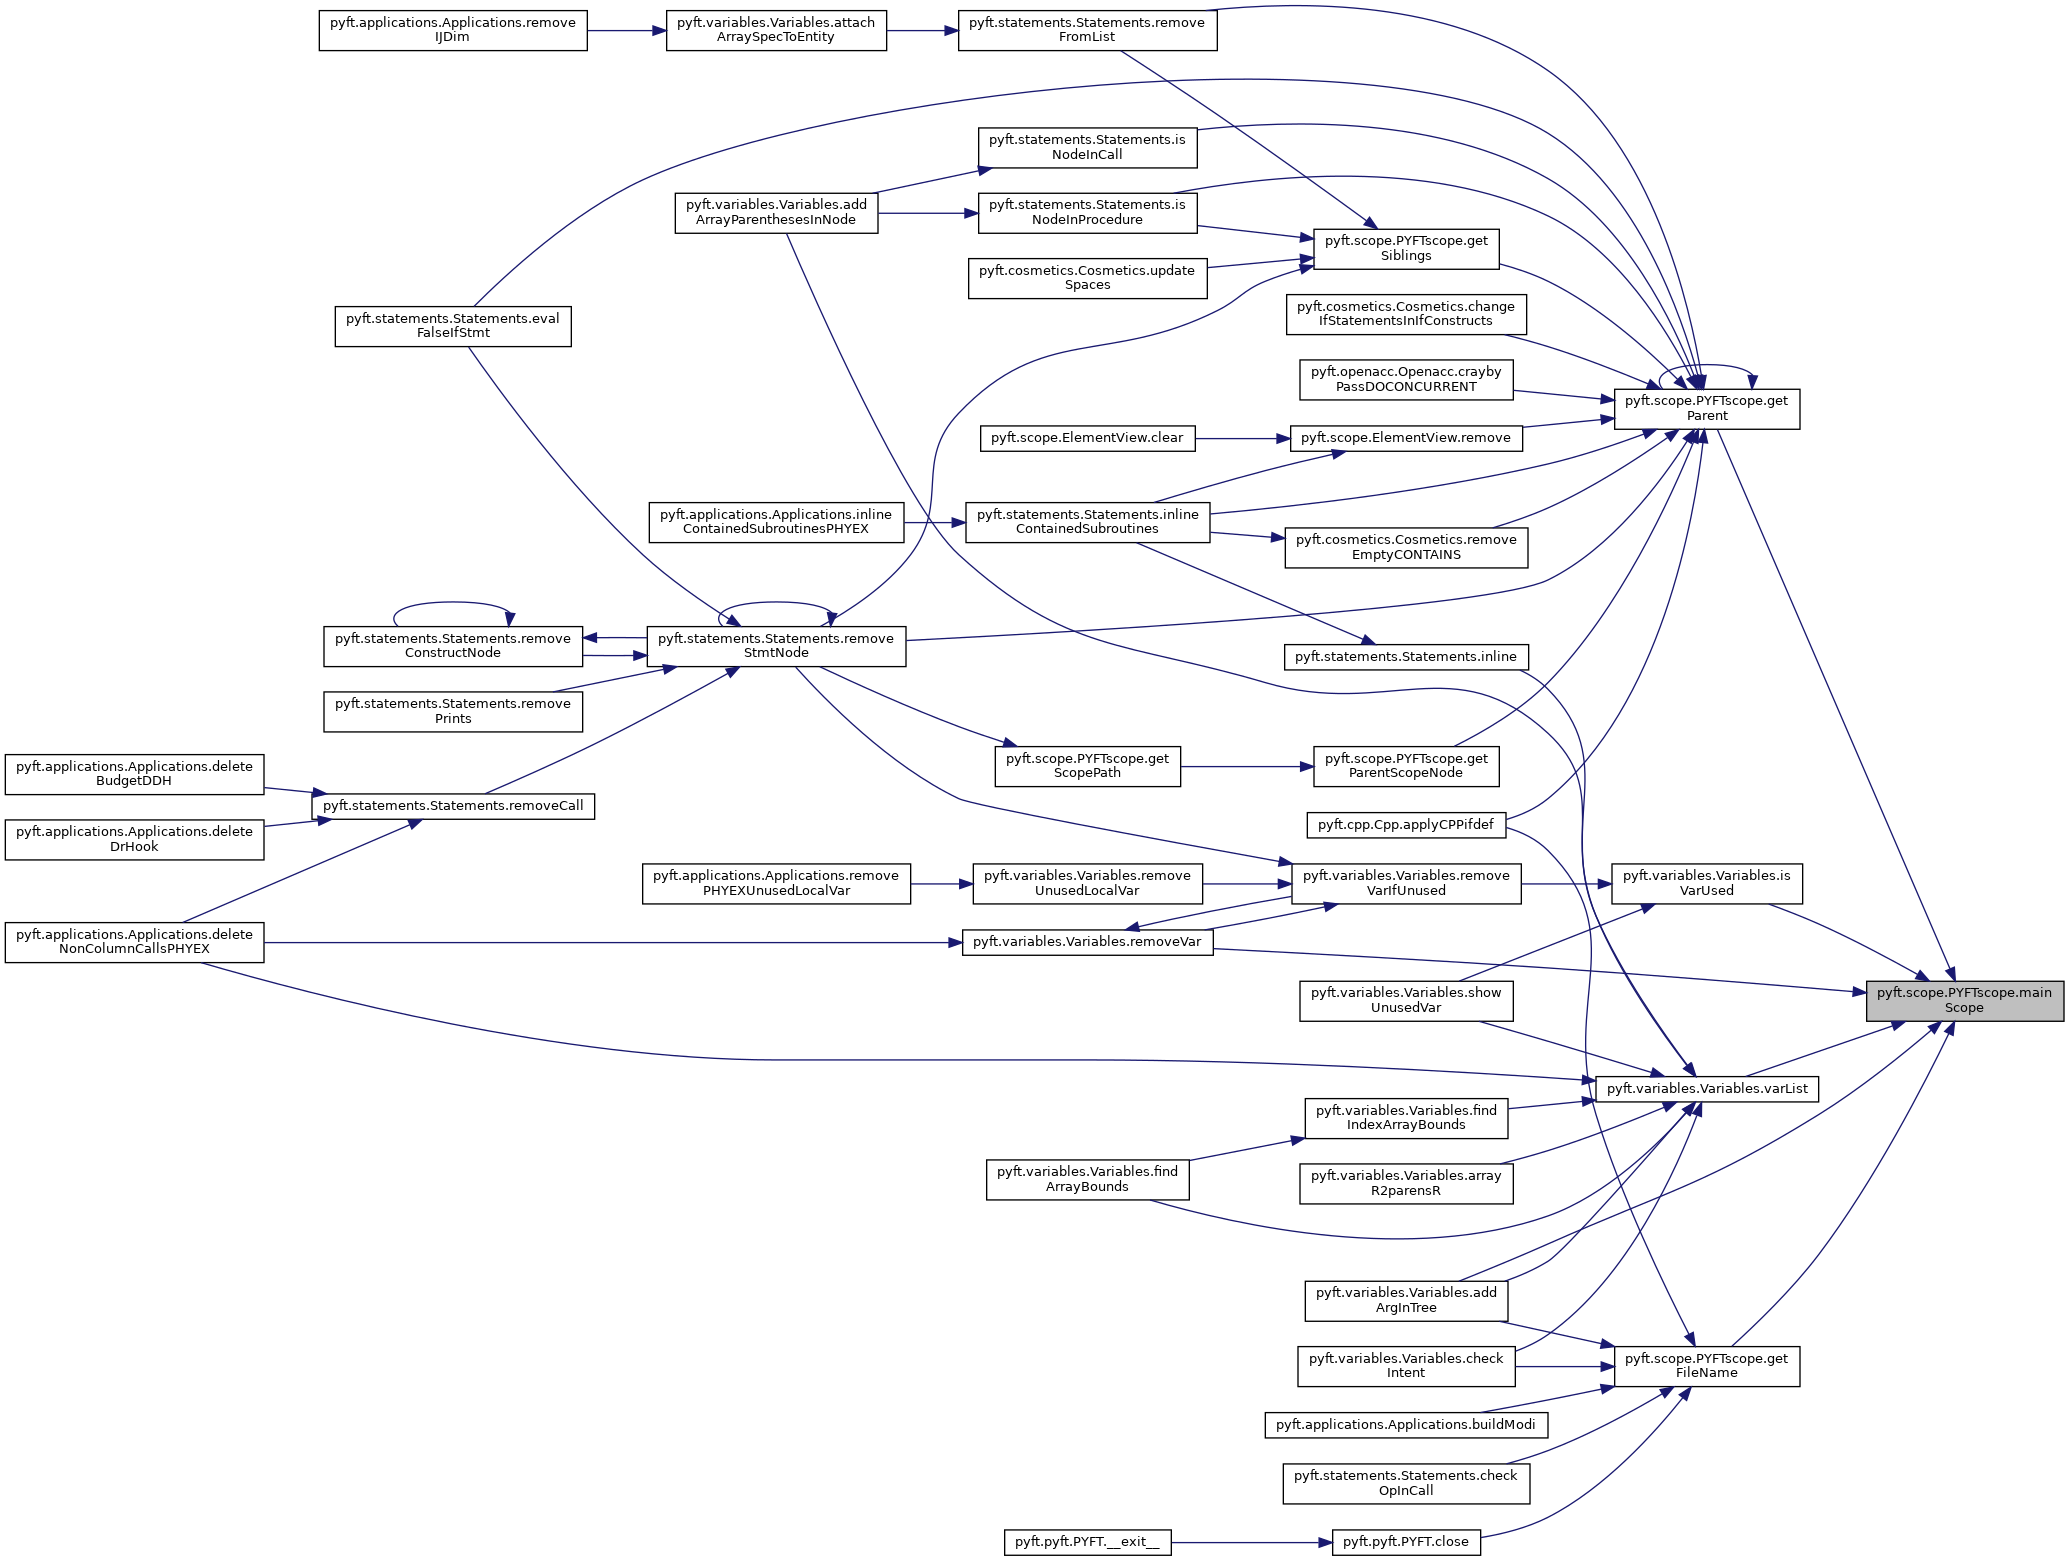 pyft.applications.Applications.remove
IJDim
pyft.variables.Variables.attach
ArraySpecToEntity
pyft.statements.Statements.remove
FromList
pyft.statements.Statements.is
NodeInCall
pyft.variables.Variables.add
ArrayParenthesesInNode
pyft.statements.Statements.is
NodeInProcedure
pyft.scope.PYFTscope.get
Siblings
pyft.cosmetics.Cosmetics.update
Spaces
pyft.cosmetics.Cosmetics.change
IfStatementsInIfConstructs
pyft.statements.Statements.eval
FalseIfStmt
pyft.openacc.Openacc.crayby
PassDOCONCURRENT
pyft.scope.PYFTscope.get
Parent
pyft.scope.ElementView.clear
pyft.scope.ElementView.remove
pyft.applications.Applications.inline
ContainedSubroutinesPHYEX
pyft.statements.Statements.inline
ContainedSubroutines
pyft.cosmetics.Cosmetics.remove
EmptyCONTAINS
pyft.statements.Statements.remove
ConstructNode
pyft.statements.Statements.remove
StmtNode
pyft.statements.Statements.inline
pyft.statements.Statements.remove
Prints
pyft.scope.PYFTscope.get
ScopePath
pyft.scope.PYFTscope.get
ParentScopeNode
pyft.applications.Applications.delete
BudgetDDH
pyft.statements.Statements.removeCall
pyft.cpp.Cpp.applyCPPifdef
pyft.applications.Applications.delete
DrHook
pyft.applications.Applications.remove
PHYEXUnusedLocalVar
pyft.variables.Variables.remove
UnusedLocalVar
pyft.variables.Variables.remove
VarIfUnused
pyft.variables.Variables.is
VarUsed
pyft.applications.Applications.delete
NonColumnCallsPHYEX
pyft.variables.Variables.removeVar
pyft.variables.Variables.show
UnusedVar
pyft.scope.PYFTscope.main
Scope
pyft.variables.Variables.varList
pyft.variables.Variables.find
IndexArrayBounds
pyft.variables.Variables.find
ArrayBounds
pyft.variables.Variables.array
R2parensR
pyft.variables.Variables.add
ArgInTree
pyft.variables.Variables.check
Intent
pyft.scope.PYFTscope.get
FileName
pyft.applications.Applications.buildModi
pyft.statements.Statements.check
OpInCall
pyft.pyft.PYFT.__exit__
pyft.pyft.PYFT.close